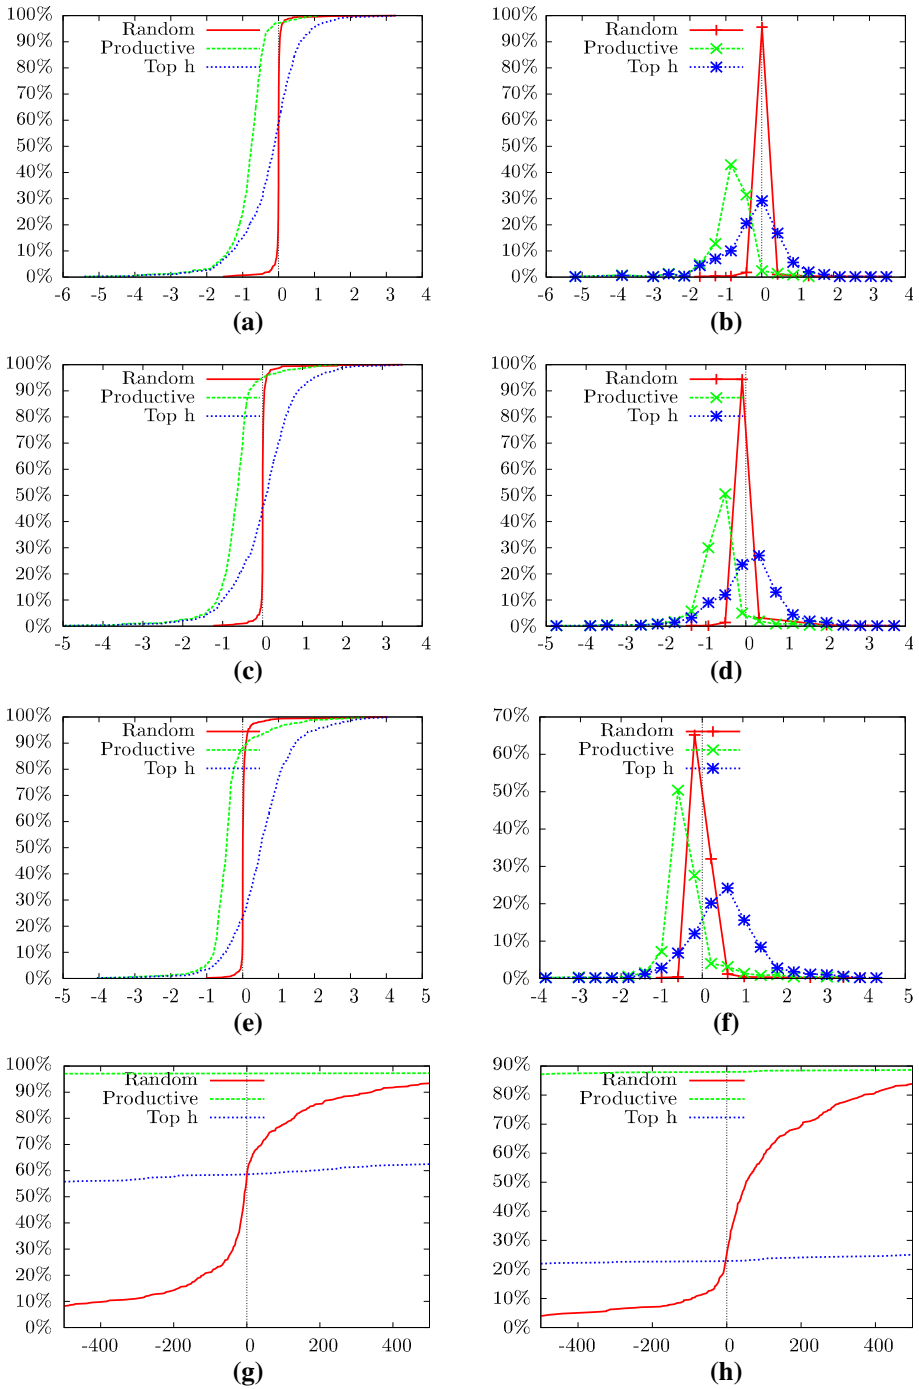 100%
90%
80%
70%
60%
50%
40%
30%
20%
10%
0%
Random
Productive
Top h
-6 -5 -4 -3 -2 -1 0 1 2 3 4
(a)
100%
90%
80%
70%
60%
50%
40%
30%
20%
10%
0%
Random
Productive
Top h
-6 -5 -4 -3 -2 -1 0 1 2 3 4
(b)
100%
90%
80%
70%
60%
50%
40%
30%
20%
10%
0%
Random
Productive
Top h
-5 -4 -3 -2 -1 0 1 2 3 4
(c)
100%
90%
80%
70%
60%
50%
40%
30%
20%
10%
0%
Random
Productive
Top h
-5 -4 -3 -2 -1 0 1 2 3 4
(d)
100%
90%
80%
70%
60%
50%
40%
30%
20%
10%
0%
Random
Productive
Top h
-5 -4 -3 -2 -1 0 1 2 3 4 5
(e)
70%
60%
50%
40%
30%
20%
10%
0%
Random
Productive
Top h
-4 -3 -2 -1 0 1 2 3 4 5
(f)
100%
90%
80%
70%
60%
50%
40%
30%
20%
10%
0%
Random
Productive
Top h
-400 -200 0 200 400
(g)
90%
80%
70%
60%
50%
40%
30%
20%
10%
0%
Random
Productive
Top h
-400 -200 0 200 400
(h)